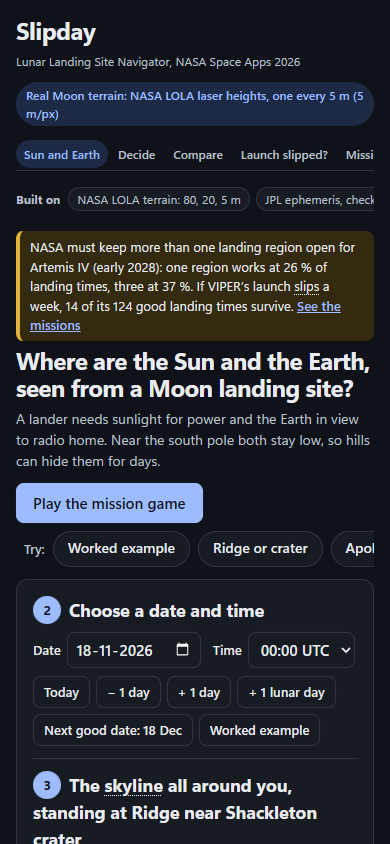 Slipday
Lunar Landing Site Navigator, NASA Space Apps 2026
Real Moon terrain: NASA LOLA laser heights, one every 5 m (5
m/px)
Sun and Earth Decide Compare Launch slipped? Missi
Built on NASA LOLA terrain: 80, 20, 5 m JPL ephemeris, check
NASA must keep more than one landing region open for
Artemis IV (early 2028): one region works at 26 % of
landing times, three at 37 %. If VIPER's launch slips a
week, 14 of its 124 good landing times survive. See the
missions
Where are the Sun and the Earth,
seen from a Moon landing site?
A lander needs sunlight for power and the Earth in view
to radio home. Near the south pole both stay low, so hills
can hide them for days.
Play the mission game
Try: Worked example Ridge or crater Apol
2 Choose a date and time
Date 18-11-2026 Time 00:00 UTC
Today − 1 day + 1 day + 1 lunar day
Next good date: 18 Dec Worked example
3 The skyline all around you,
standing at Ridge near Shackleton
crater